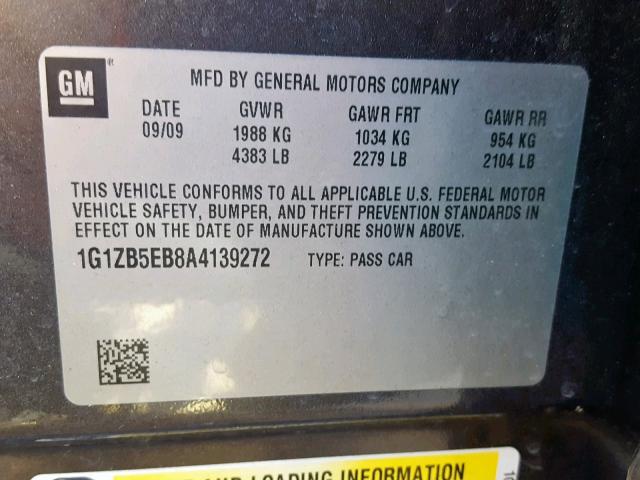 GM ®
MFD BY GENERAL MOTORS COMPANY
DATE GVWR GAWR FRT GAWR RR
09/09 1988 KG 1034 KG 954 KG
4383 LB 2279 LB 2104 LB
THIS VEHICLE CONFORMS TO ALL APPLICABLE U.S. FEDERAL MOTOR
VEHICLE SAFETY, BUMPER, AND THEFT PREVENTION STANDARDS IN
EFFECT ON THE DATE OF MANUFACTURE SHOWN ABOVE.
1G1ZB5EB8A4139272 TYPE: PASS CAR
AND LOADING INFORMATION